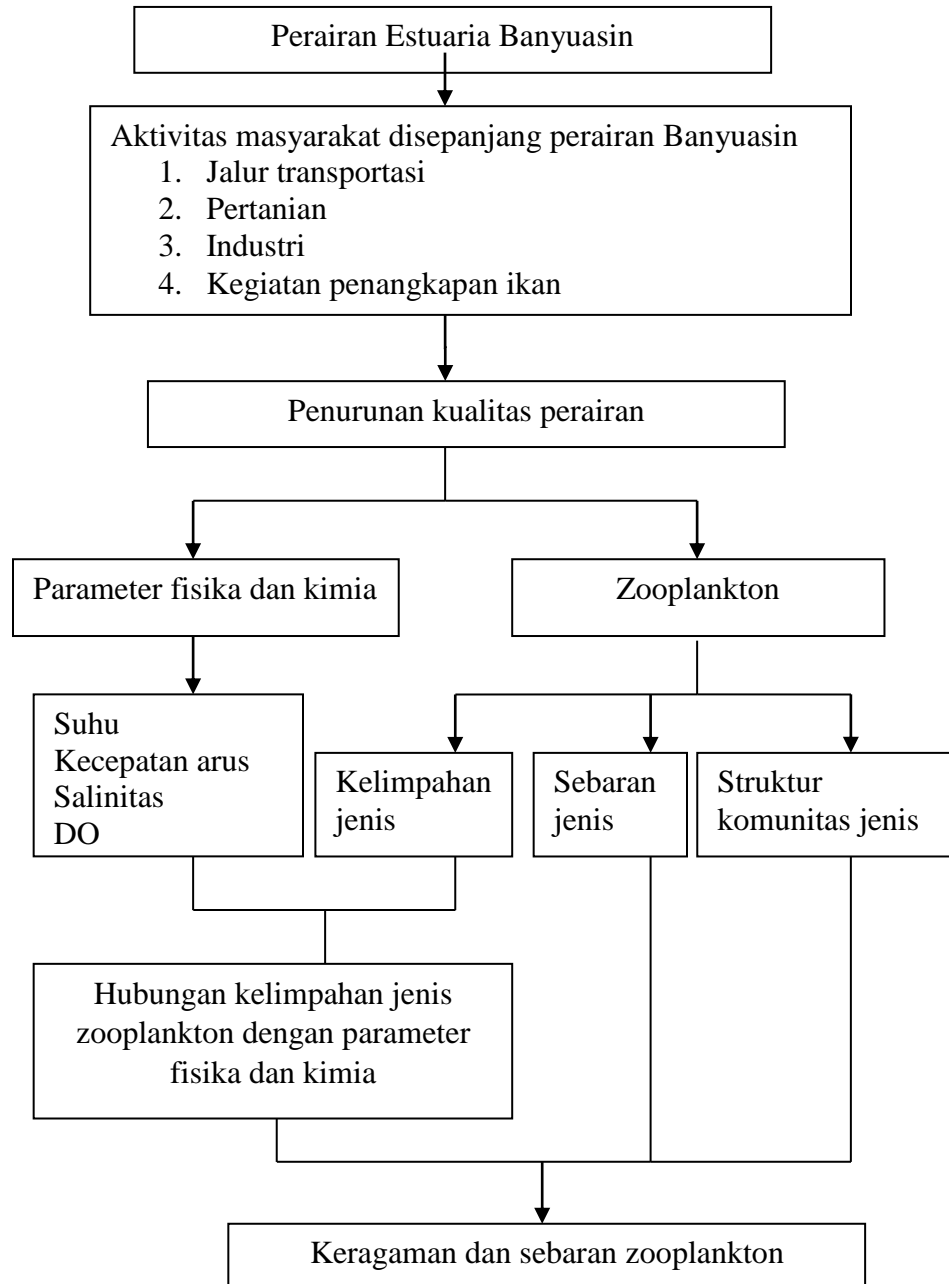 Perairan Estuaria Banyuasin
Aktivitas masyarakat disepanjang perairan Banyuasin
1. Jalur transportasi
2. Pertanian
3. Industri
4. Kegiatan penangkapan ikan
Penurunan kualitas perairan
Parameter fisika dan kimia
Zooplankton
Suhu
Kecepatan arus
Salinitas
DO
Kelimpahan
jenis
Sebaran
jenis
Struktur
komunitas jenis
Hubungan kelimpahan jenis
zooplankton dengan parameter
fisika dan kimia
Keragaman dan sebaran zooplankton